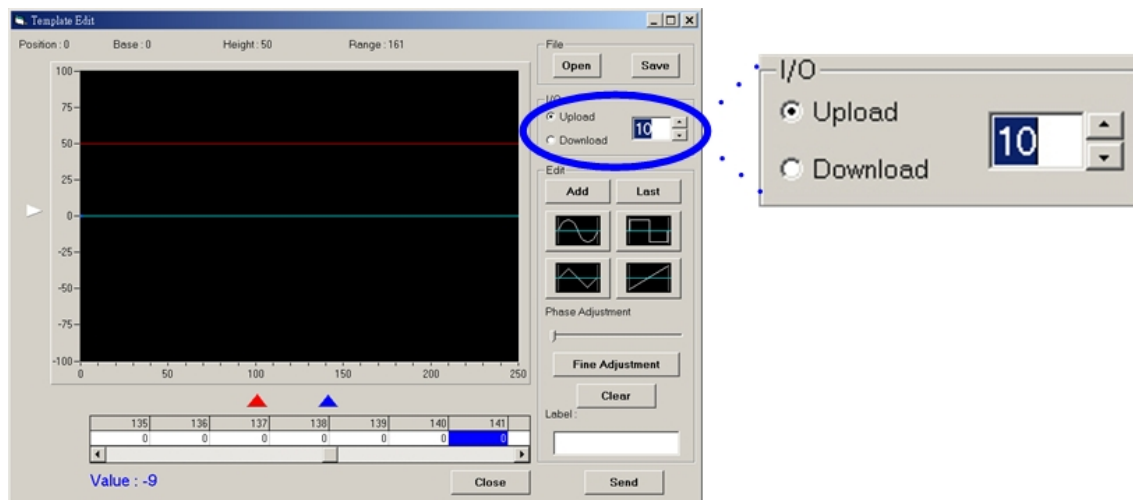 Template Edit
Position : 0 Base : 0 Height : 50 Range : 161
File
Open Save
100
75
50
25
0
-25
-50
-75
-100
0 50 100 150 200 250
I/O
Upload
10
Download
Edit
Add Last
Phase Adjustment
Fine Adjustment
Clear
Label :
135 136 137 138 139 140 141
0 0 0 0 0 0 0
Value : -9
Close Send
I/O
Upload
10
Download